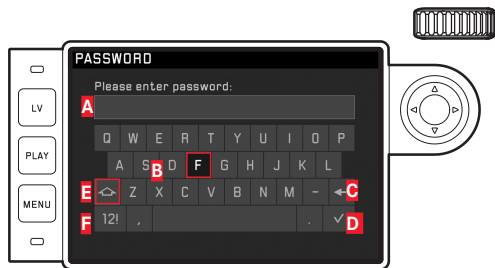 PASSWORD
Please enter password:
A
LV
Q W E R T Y U I O P
PLAY
A S B D F G H J K L
E Z X C V B N M - C
MENU
F 12! , . D